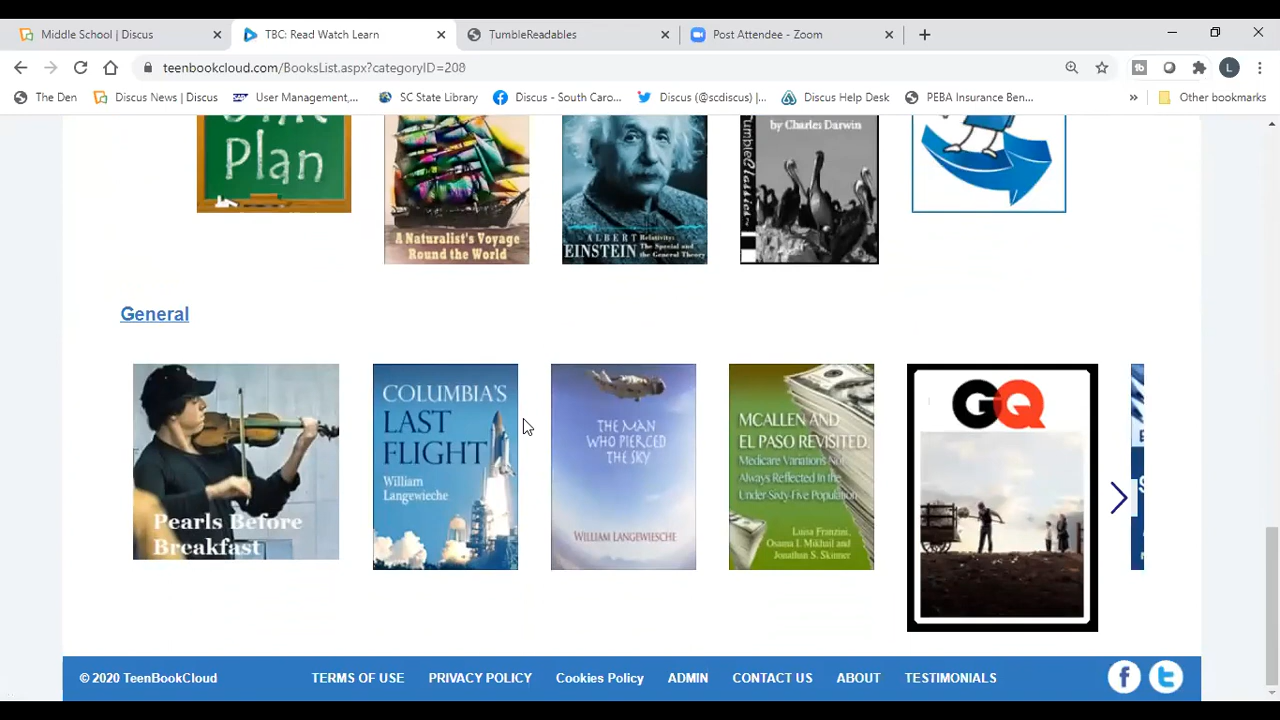 Middle School | Discus
TBC: Read Watch Learn
TumbleReadables
Post Attendee - Zoom
teenbookcloud.com/BooksList.aspx?categoryID=208
L
The Den
Discus News | Discus
User Management,...
SC State Library
Discus - South Caro...
Discus (@scdiscus) |...
Discus Help Desk
PEBA Insurance Ben...
»
Other bookmarks
Plan
A Naturalist's Voyage
Round the World
ALBERT
EINSTEIN
Relativity:
The Special and
the General Theory
by Charles Darwin
TumbleClassics
General
Pearls Before
Breakfast
COLUMBIA'S
LAST
FLIGHT
William
Langewieche
THE MAN
WHO PIERCED
THE SKY
WILLIAM LANGEWIESCHE
MCALLEN AND
EL PASO REVISITED
Medicare Variations Not
Always Reflected In the
Under-Sixty-Five Population
Luisa Franzini,
Osama I. Mikhail and
Jonathan S. Skinner
GQ
© 2020 TeenBookCloud
TERMS OF USE
PRIVACY POLICY
Cookies Policy
ADMIN
CONTACT US
ABOUT
TESTIMONIALS